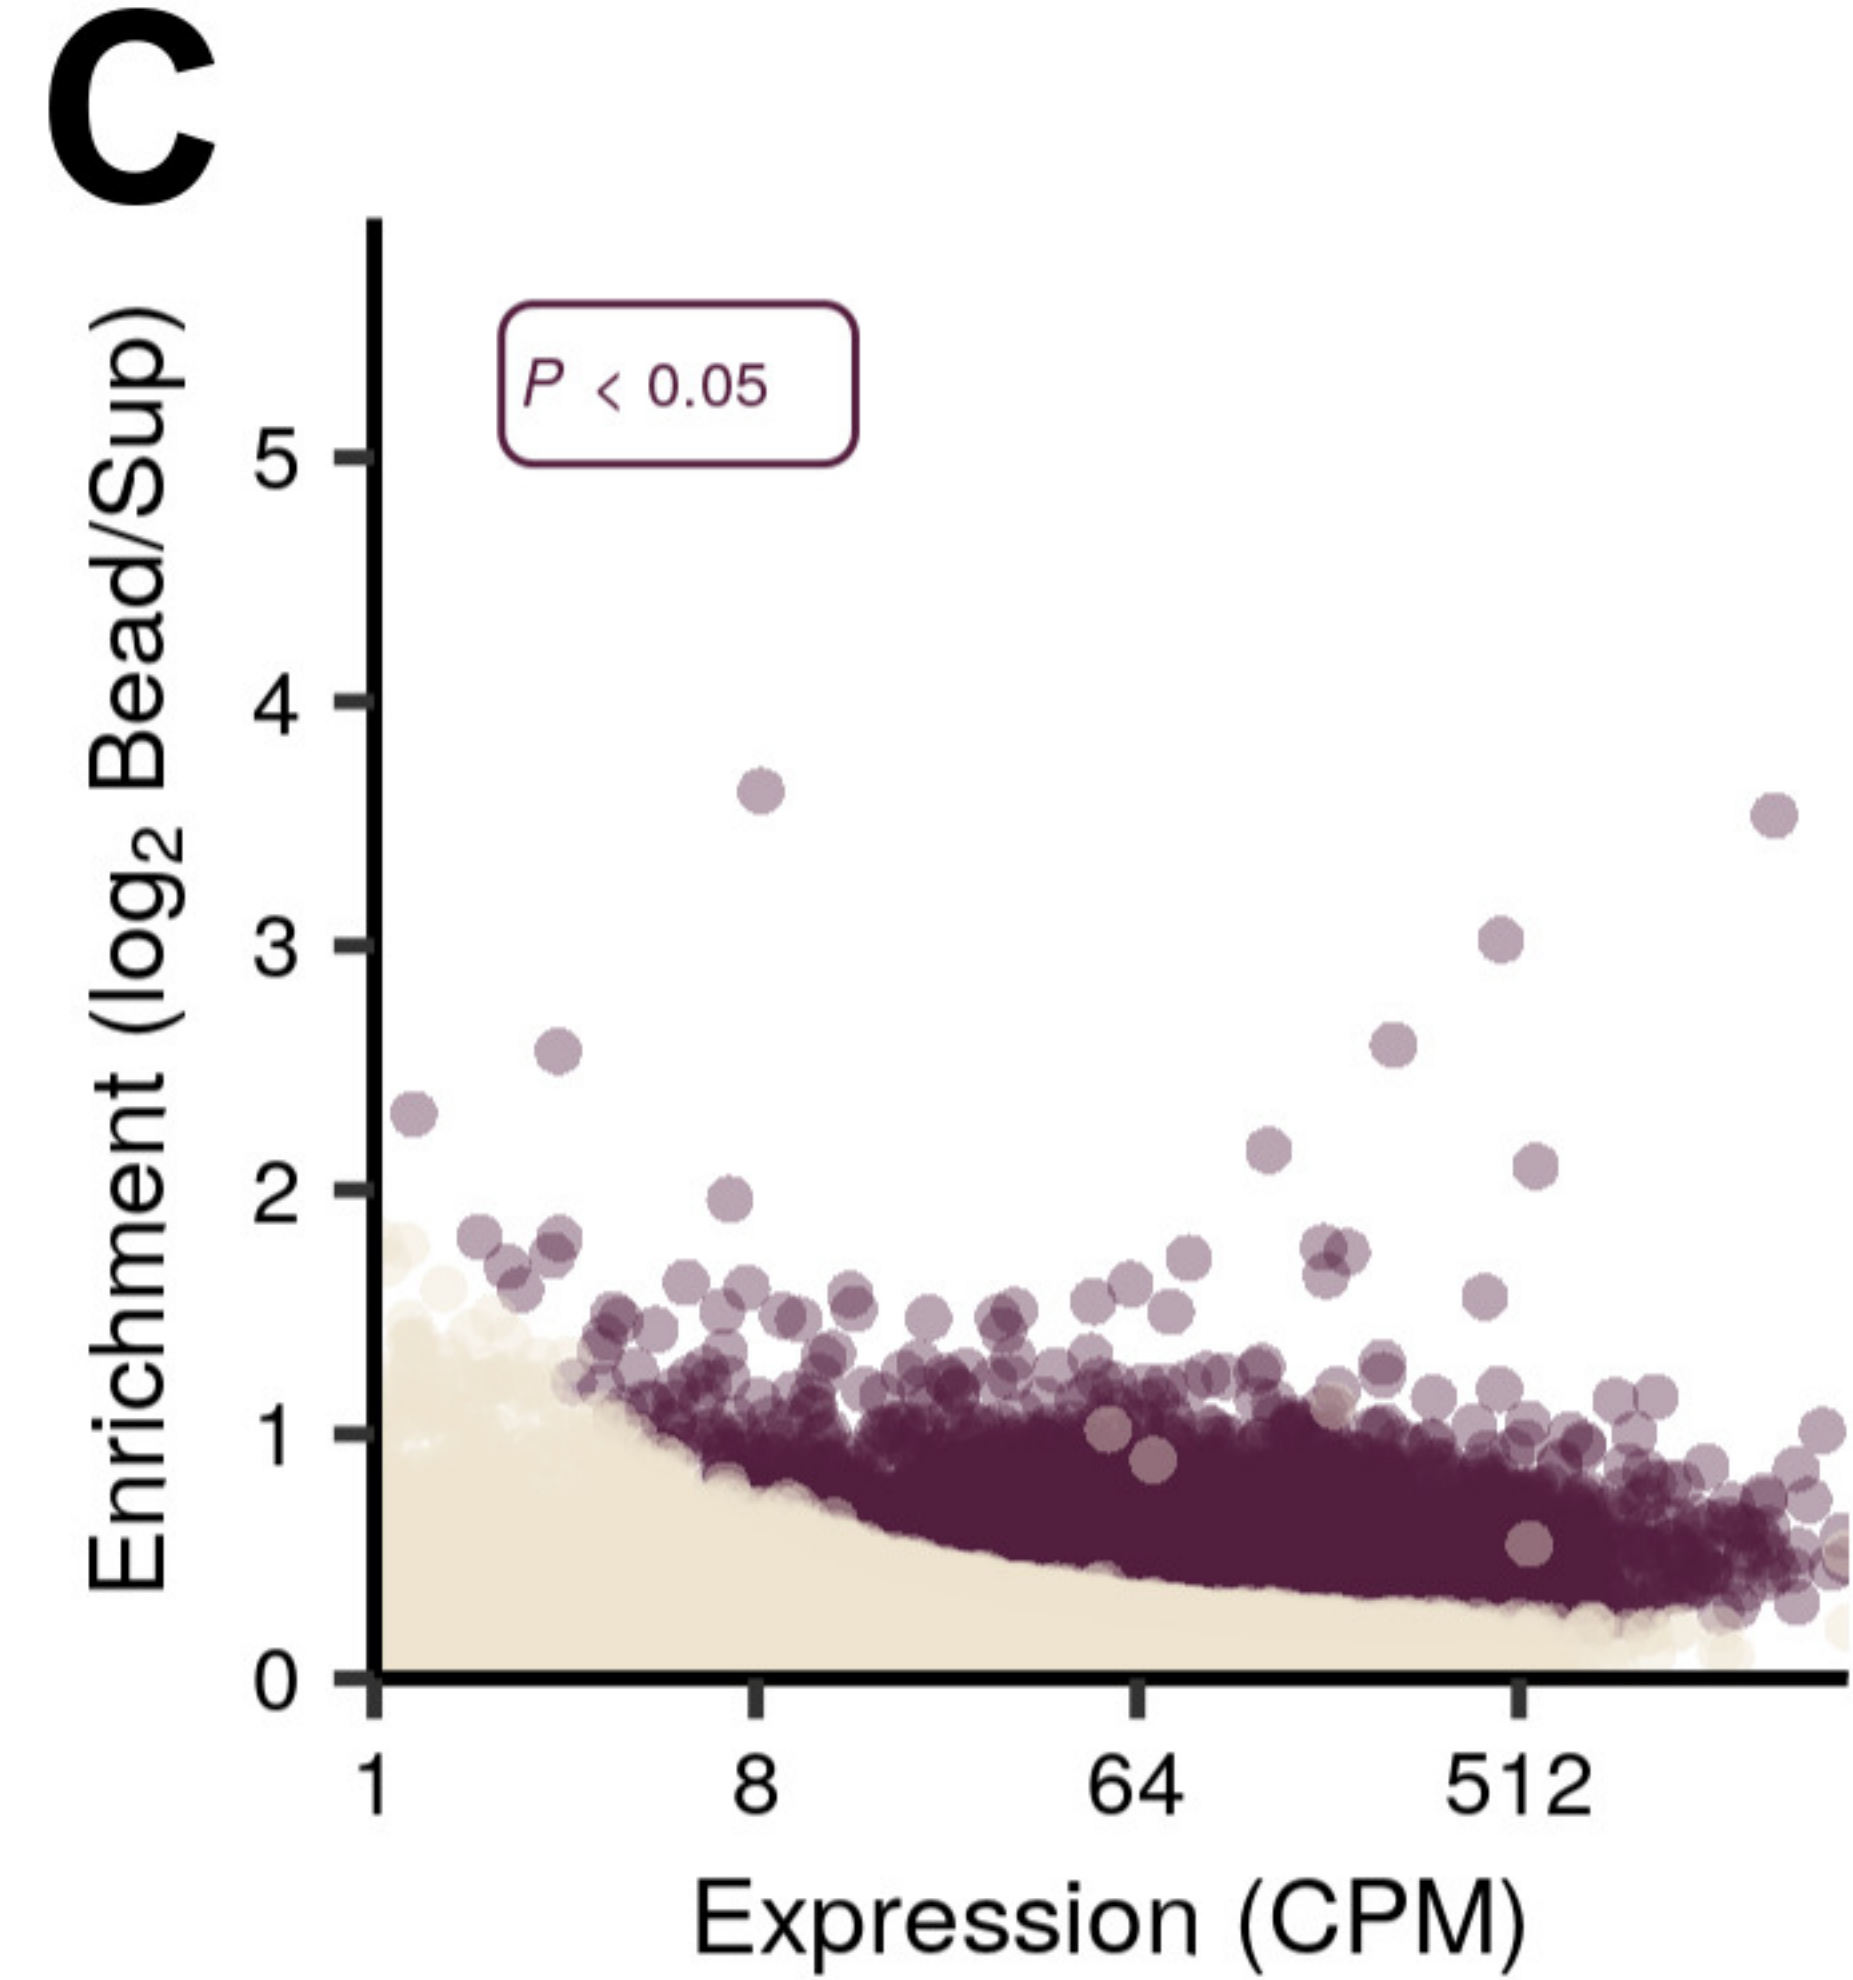 C
Enrichment (log₂ Bead/Sup)
P < 0.05
5
4
3
2
1
0
1 8 64 512
Expression (CPM)